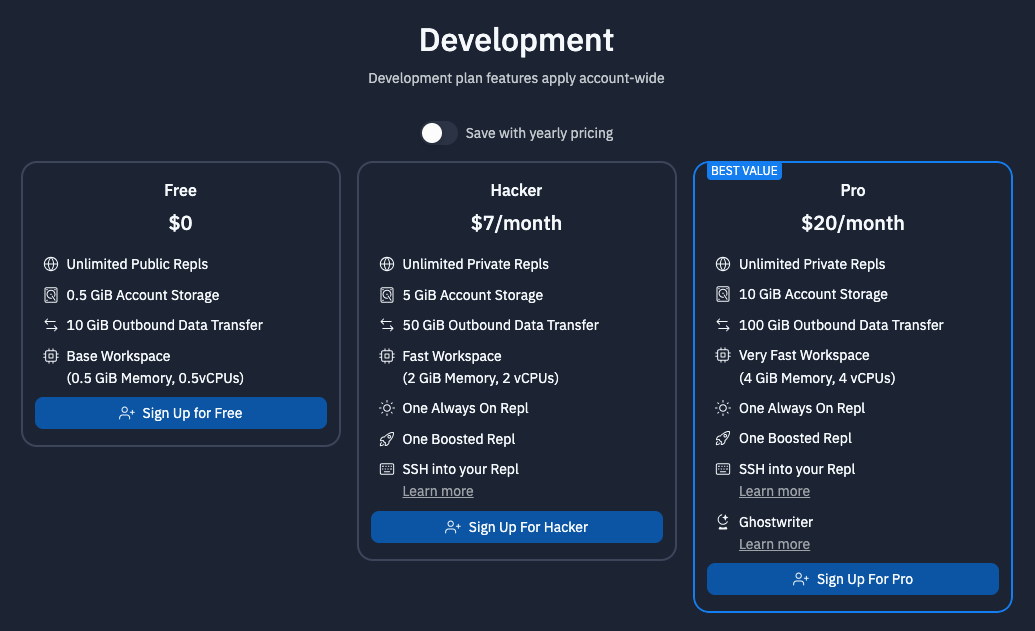 Development
Development plan features apply account-wide
Save with yearly pricing
Free
$0
Unlimited Public Repls
0.5 GiB Account Storage
10 GiB Outbound Data Transfer
Base Workspace
(0.5 GiB Memory, 0.5vCPUs)
Sign Up for Free
Hacker
$7/month
Unlimited Private Repls
5 GiB Account Storage
50 GiB Outbound Data Transfer
Fast Workspace
(2 GiB Memory, 2 vCPUs)
One Always On Repl
One Boosted Repl
SSH into your Repl
Learn more
Sign Up For Hacker
BEST VALUE
Pro
$20/month
Unlimited Private Repls
10 GiB Account Storage
100 GiB Outbound Data Transfer
Very Fast Workspace
(4 GiB Memory, 4 vCPUs)
One Always On Repl
One Boosted Repl
SSH into your Repl
Learn more
Ghostwriter
Learn more
Sign Up For Pro